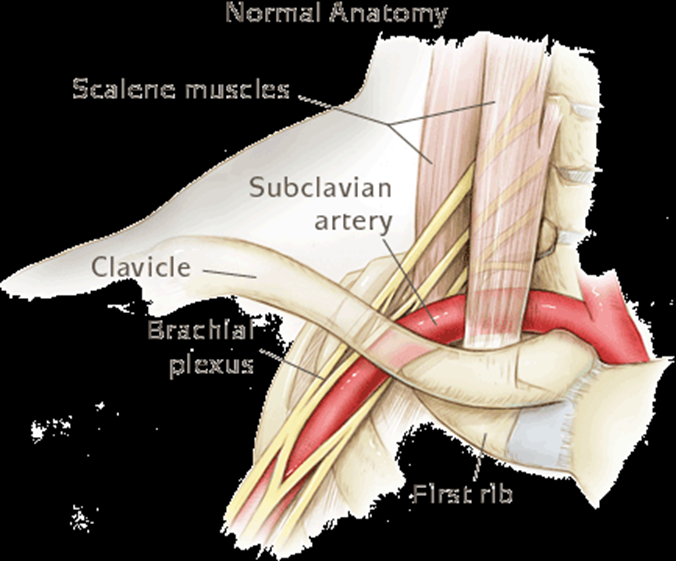 Normal Anatomy
Scalene muscles
Subclavian
artery
Clavicle
Brachial
plexus
First rib